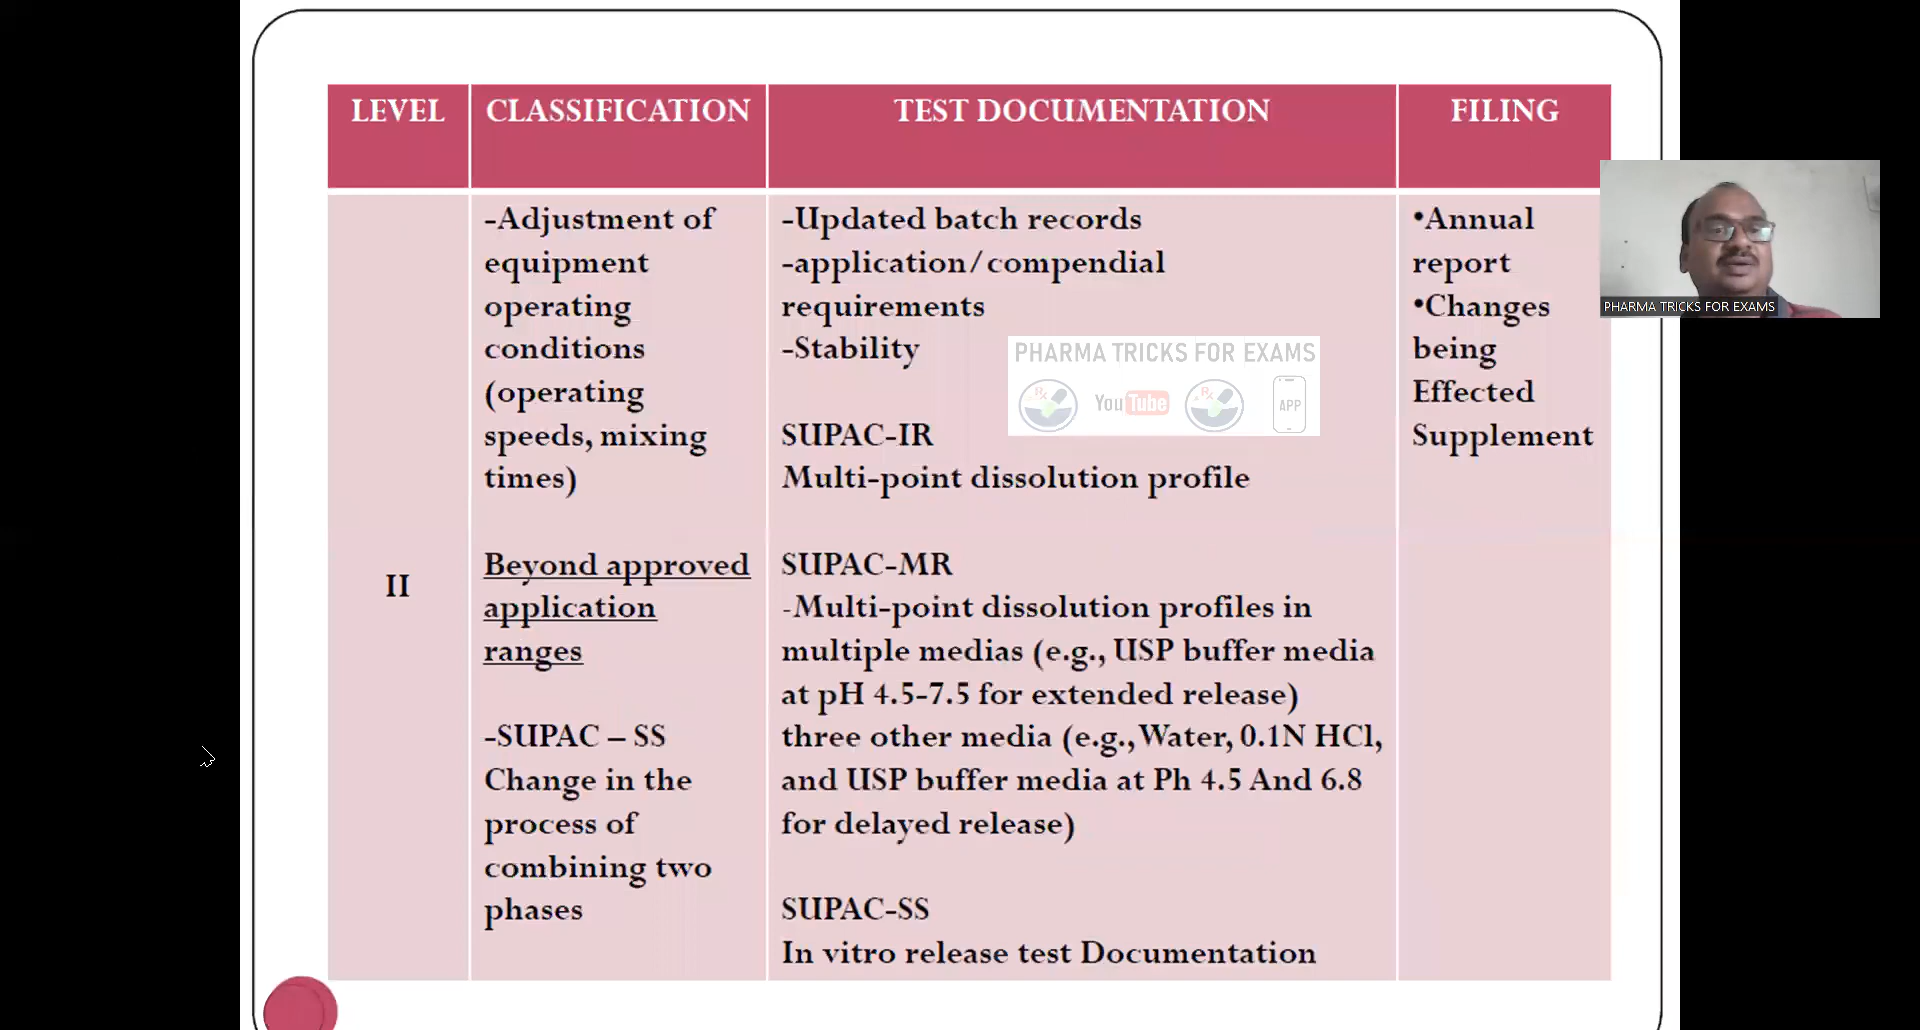 LEVEL
CLASSIFICATION
TEST DOCUMENTATION
FILING
II
-Adjustment of
equipment
operating
conditions
(operating
speeds, mixing
times)
Beyond approved
application
ranges
-SUPAC – SS
Change in the
process of
combining two
phases
-Updated batch records
-application/compendial
requirements
-Stability
SUPAC-IR
Multi-point dissolution profile
SUPAC-MR
-Multi-point dissolution profiles in
multiple medias (e.g., USP buffer media
at pH 4.5-7.5 for extended release)
three other media (e.g., Water, 0.1N HCl,
and USP buffer media at Ph 4.5 And 6.8
for delayed release)
SUPAC-SS
In vitro release test Documentation
•Annual
report
•Changes
being
Effected
Supplement
PHARMA TRICKS FOR EXAMS
Rx
YouTube
Rx
APP
PHARMA TRICKS FOR EXAMS